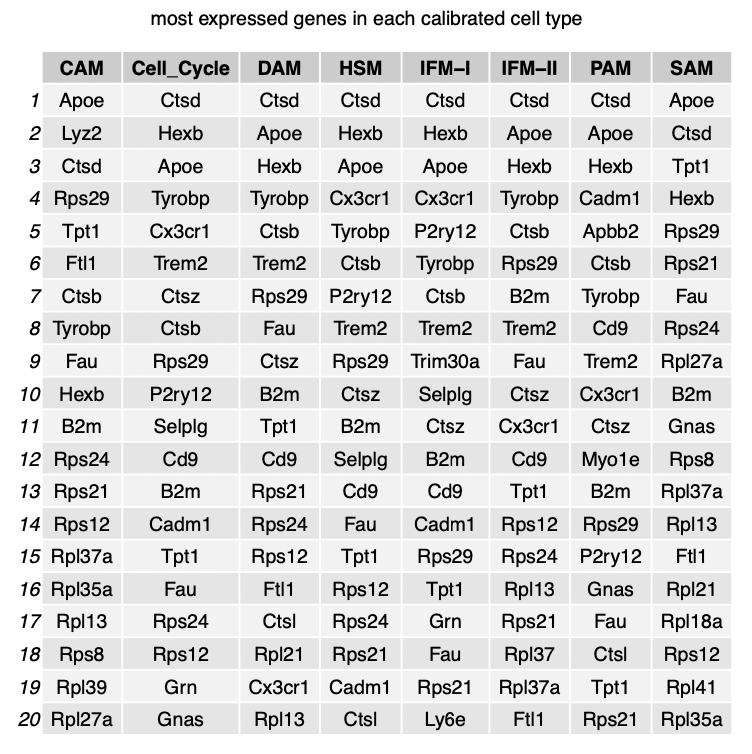 most expressed genes in each calibrated cell type
CAM Cell_Cycle DAM HSM IFM–I IFM–II PAM SAM
1 Apoe Ctsd Ctsd Ctsd Ctsd Ctsd Ctsd Apoe
2 Lyz2 Hexb Apoe Hexb Hexb Apoe Apoe Ctsd
3 Ctsd Apoe Hexb Apoe Apoe Hexb Hexb Tpt1
4 Rps29 Tyrobp Tyrobp Cx3cr1 Cx3cr1 Tyrobp Cadm1 Hexb
5 Tpt1 Cx3cr1 Ctsb Tyrobp P2ry12 Ctsb Apbb2 Rps29
6 Ftl1 Trem2 Trem2 Ctsb Tyrobp Rps29 Ctsb Rps21
7 Ctsb Ctsz Rps29 P2ry12 Ctsb B2m Tyrobp Fau
8 Tyrobp Ctsb Fau Trem2 Trem2 Trem2 Cd9 Rps24
9 Fau Rps29 Ctsz Rps29 Trim30a Fau Trem2 Rpl27a
10 Hexb P2ry12 B2m Ctsz Selplg Ctsz Cx3cr1 B2m
11 B2m Selplg Tpt1 B2m Ctsz Cx3cr1 Ctsz Gnas
12 Rps24 Cd9 Cd9 Selplg B2m Cd9 Myo1e Rps8
13 Rps21 B2m Rps21 Cd9 Cd9 Tpt1 B2m Rpl37a
14 Rps12 Cadm1 Rps24 Fau Cadm1 Rps12 Rps29 Rpl13
15 Rpl37a Tpt1 Rps12 Tpt1 Rps29 Rps24 P2ry12 Ftl1
16 Rpl35a Fau Ftl1 Rps12 Tpt1 Rpl13 Gnas Rpl21
17 Rpl13 Rps24 Ctsl Rps24 Grn Rps21 Fau Rpl18a
18 Rps8 Rps12 Rpl21 Rps21 Fau Rpl37 Ctsl Rps12
19 Rpl39 Grn Cx3cr1 Cadm1 Rps21 Rpl37a Tpt1 Rpl41
20 Rpl27a Gnas Rpl13 Ctsl Ly6e Ftl1 Rps21 Rpl35a